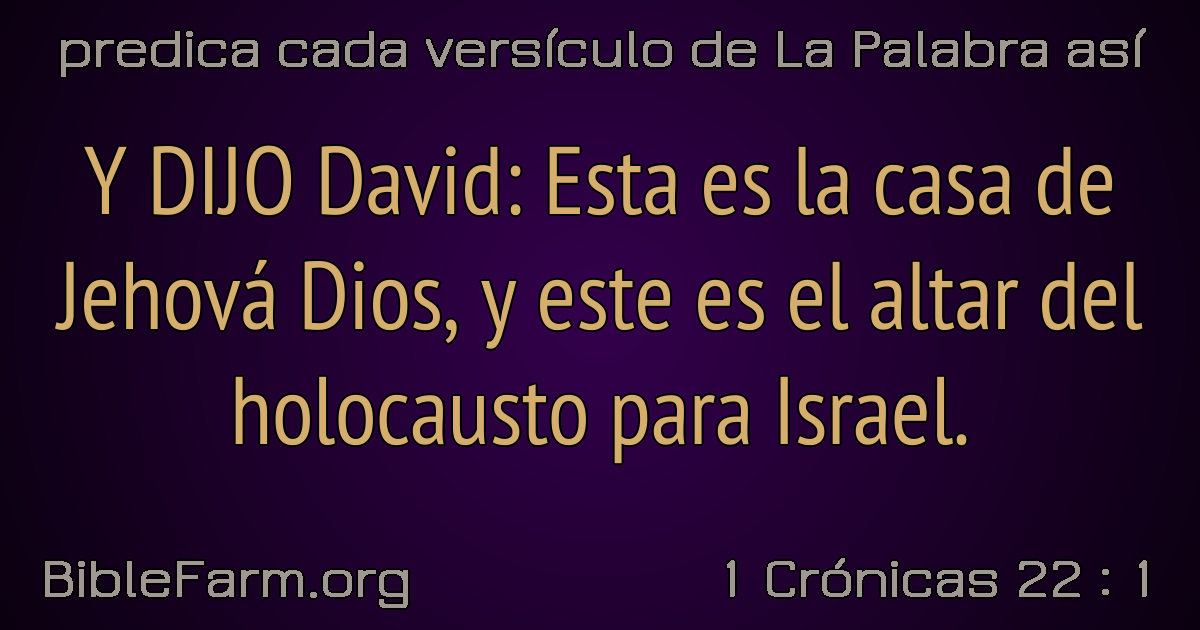 predica cada versículo de La Palabra así
Y DIJO David: Esta es la casa de
Jehová Dios, y este es el altar del
holocausto para Israel.
BibleFarm.org
1 Crónicas 22 : 1